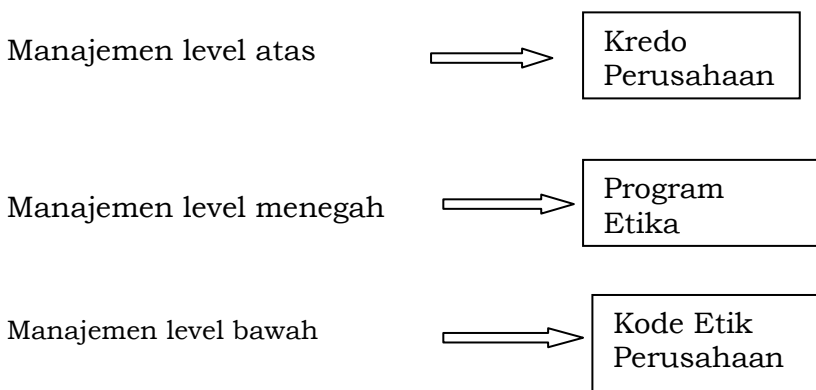 Manajemen level atas
Kredo
Perusahaan
Manajemen level menegah
Program
Etika
Manajemen level bawah
Kode Etik
Perusahaan